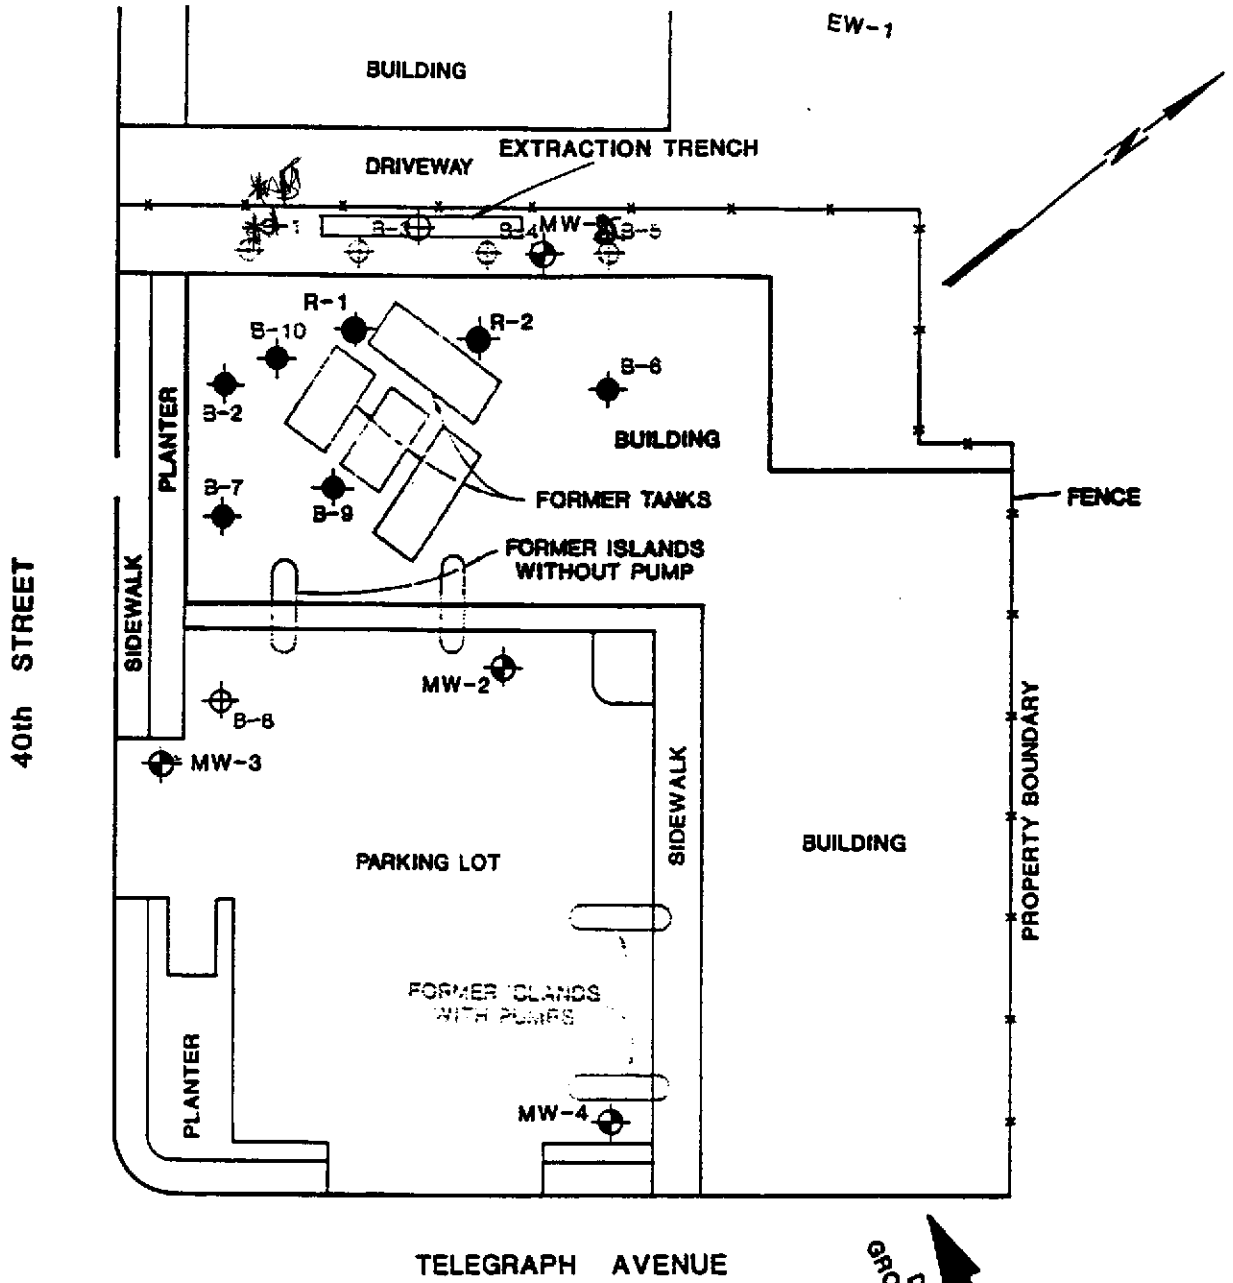 EW-1
BUILDING
EXTRACTION TRENCH
DRIVEWAY
N
B-3
B-4
B-5
R-1
R-2
B-10
B-6
B-2
BUILDING
PLANTER
B-7
B-9
FORMER TANKS
FENCE
FORMER ISLANDS
WITHOUT PUMP
SIDEWALK
40th STREET
MW-2
B-8
MW-3
SIDEWALK
PROPERTY BOUNDARY
BUILDING
PARKING LOT
FORMER ISLANDS
WITH PUMPS
PLANTER
MW-4
TELEGRAPH AVENUE